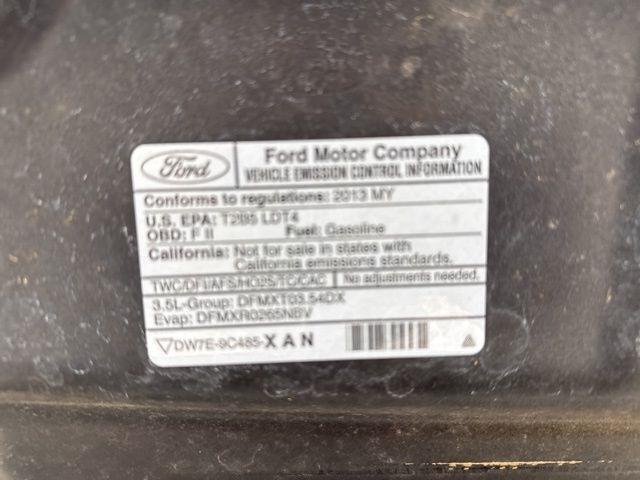 Ford
Ford Motor Company
VEHICLE EMISSION CONTROL INFORMATION
Conforms to regulations: 2013 MY
U.S. EPA: T2B5 LDT4
OBD: F II Fuel: Gasoline
California: Not for sale in states with
California emissions standards.
TWC/DFI/AFS/HO2S/TC/CAC No adjustments needed.
3.5L-Group: DFMXT03.54DX
Evap: DFMXR0265NBV
DW7E-9C485-XAN